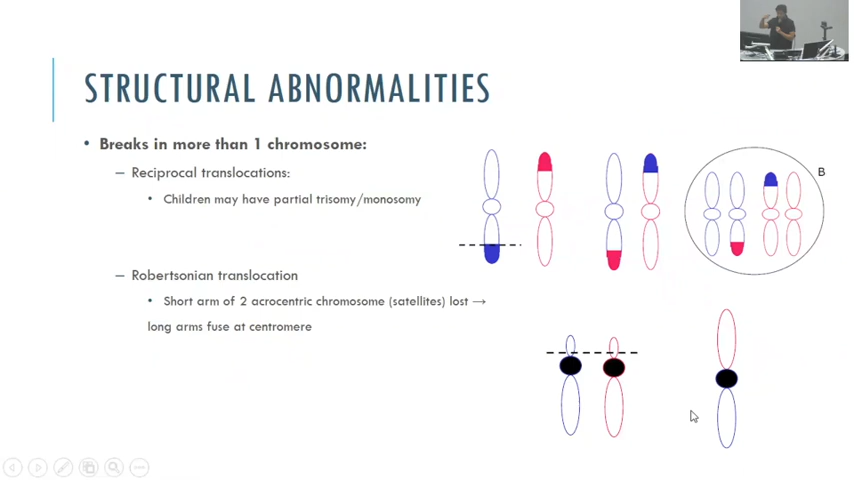 STRUCTURAL ABNORMALITIES
• Breaks in more than 1 chromosome:
– Reciprocal translocations:
• Children may have partial trisomy/monosomy
B
– Robertsonian translocation
• Short arm of 2 acrocentric chromosome (satellites) lost →
long arms fuse at centromere